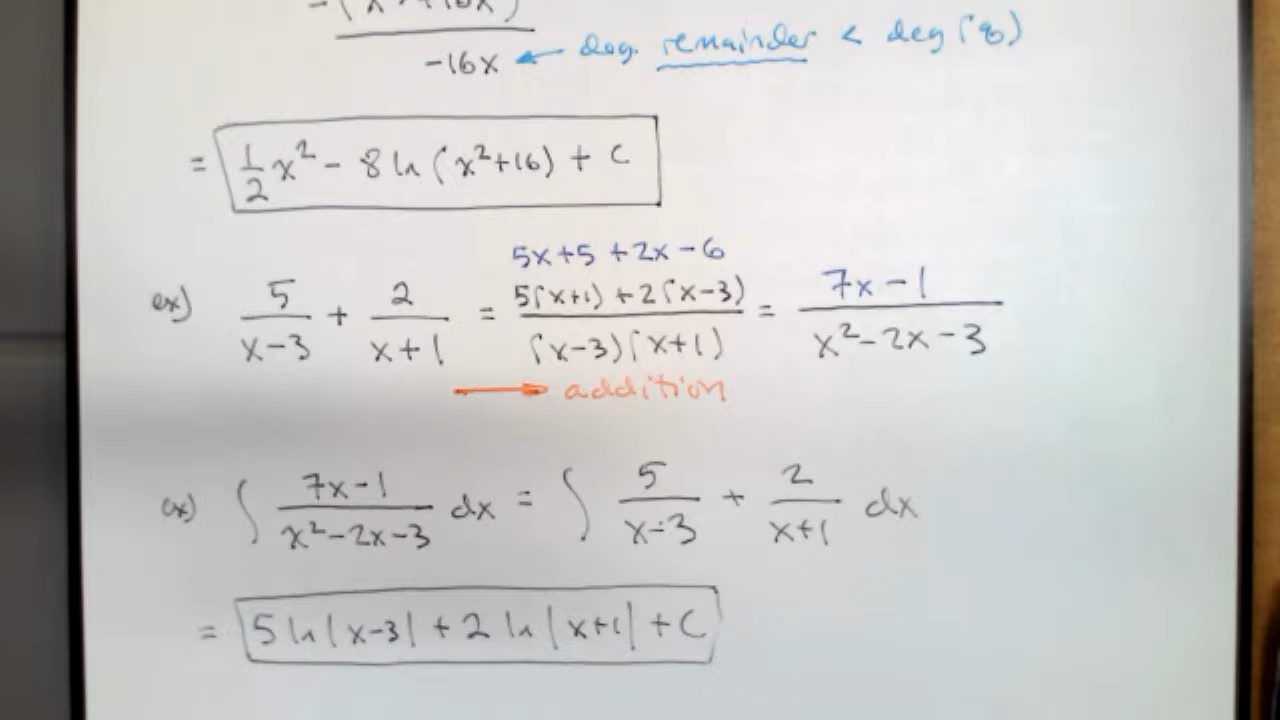 -(x³+16x)
-16x ← deg. remainder < deg(q)
= 1/2 x² - 8 ln(x²+16) + C
5x+5 +2x-6
ex) 5/(x-3) + 2/(x+1) = (5(x+1)+2(x-3))/((x-3)(x+1)) = (7x-1)/(x²-2x-3)
→ addition
ex) ∫ (7x-1)/(x²-2x-3) dx = ∫ 5/(x-3) + 2/(x+1) dx
= 5 ln|x-3| + 2 ln|x+1| + C